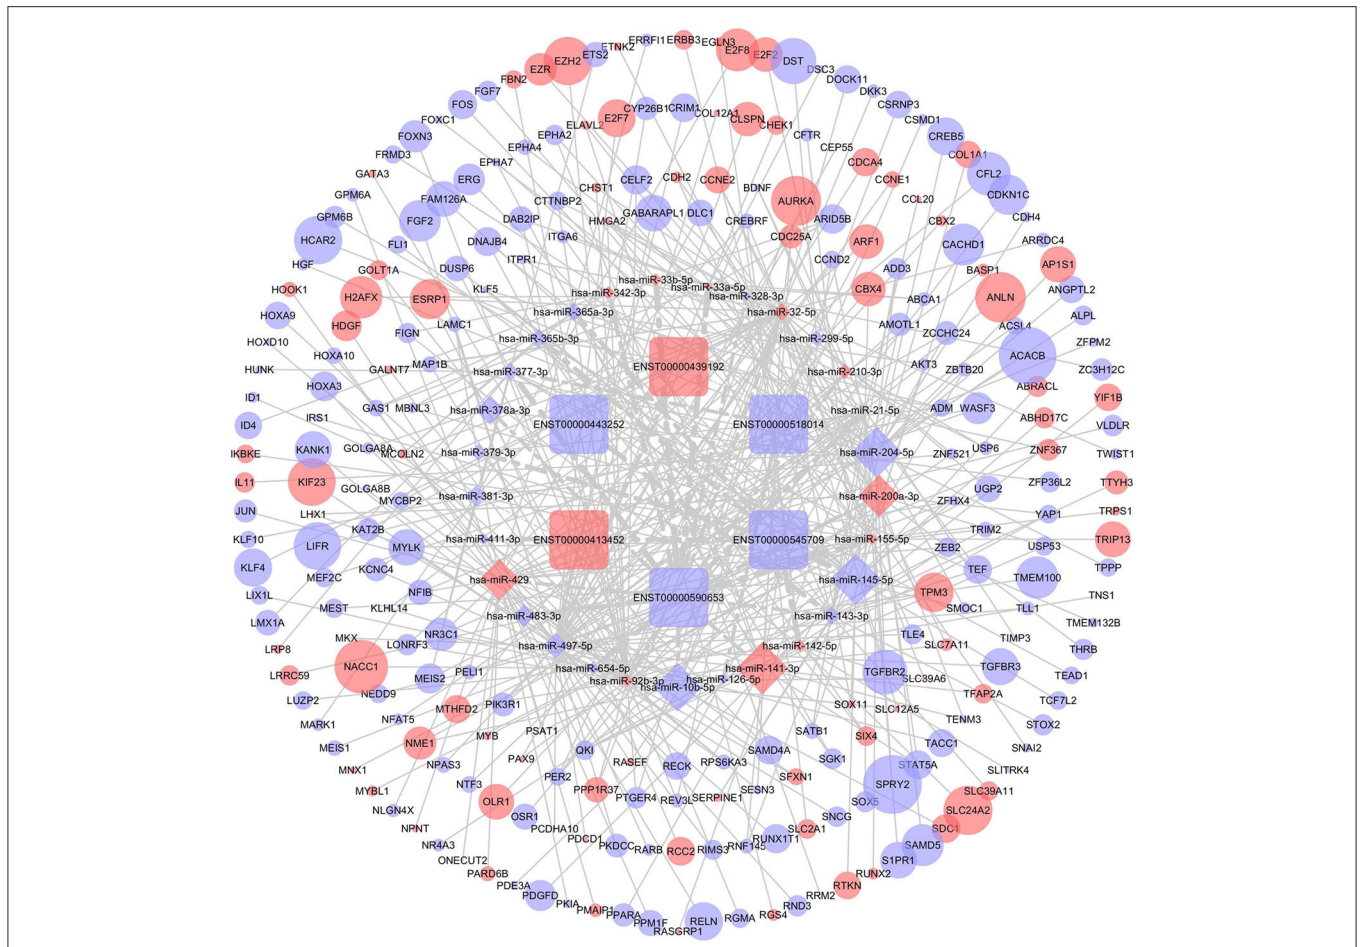 ETNK2
ERRFI1
ERBB3
EGLN3
ETS2
E2F8
E2F2
EZH2
DST
EZR
DSC3
FBN2
DOCK11
FGF7
DKK3
FOS
CYP26B1
CRIM1
CSRNP3
FOXC1
COL12A1
CSMD1
E2F7
CLSPN
CREB5
ELAVL2
CHEK1
FOXN3
EPHA2
CFTR
EPHA4
CEP55
FRMD3
COL1A1
EPHA7
CDCA4
GATA3
CDH2
CFL2
ERG
CELF2
CCNE2
CCNE1
CHST1
BDNF
GPM6A
FAM126A
CDKN1C
CTTNBP2
CCL20
AURKA
GPM6B
FGF2
GABARAPL1
DLC1
CDH4
DAB2IP
HMGA2
CREBRF
ARID5B
CBX2
HCAR2
ITGA6
CDC25A
ARF1
ARRDC4
FLI1
DNAJB4
CACHD1
ITPR1
CCND2
HGF
GOLT1A
DUSP6
ADD3
BASP1
AP1S1
hsa-miR-33b-5p
HOOK1
KLF5
hsa-miR-33a-5p
CBX4
ANGPTL2
hsa-miR-342-3p
hsa-miR-328-3p
H2AFX
ESRP1
ABCA1
ANLN
hsa-miR-365a-3p
hsa-miR-32-5p
HOXA9
ALPL
HDGF
LAMC1
AMOTL1
ACSL4
FIGN
ZCCHC24
hsa-miR-365b-3p
hsa-miR-299-5p
HOXD10
ZFPM2
HOXA10
ACACB
MAP1B
AKT3
ENST00000439192
HUNK
GALNT7
hsa-miR-377-3p
hsa-miR-210-3p
ZBTB20
ZC3H12C
HOXA3
ABRACL
ID1
GAS1
MBNL3
hsa-miR-378a-3p
hsa-miR-21-5p
ADM
WASF3
YIF1B
IRS1
ABHD17C
ID4
ENST00000443252
ENST00000518014
VLDLR
GOLGA8A
USP6
KANK1
MCOLN2
hsa-miR-379-3p
hsa-miR-204-5p
ZNF521
ZNF367
IKBKE
TWIST1
IL11
KIF23
GOLGA8B
ZFP36L2
TTYH3
MYCBP2
hsa-miR-381-3p
hsa-miR-200a-3p
ZFHX4
UGP2
JUN
LHX1
YAP1
TRPS1
KAT2B
TRIM2
KLF10
ENST00000413452
ENST00000545709
hsa-miR-411-3p
hsa-miR-155-5p
TRIP13
LIFR
MYLK
ZEB2
USP53
KLF4
KCNC4
TEF
TPPP
MEF2C
hsa-miR-429
hsa-miR-145-5p
TMEM100
NFIB
TPM3
LIX1L
TNS1
ENST00000590653
MEST
KLHL14
SMOC1
TLL1
LMX1A
hsa-miR-483-3p
hsa-miR-143-3p
TMEM132B
NR3C1
TLE4
MKX
LONRF3
hsa-miR-497-5p
hsa-miR-142-5p
SLC7A11
TIMP3
LRP8
THRB
NACC1
PELI1
hsa-miR-654-5p
hsa-miR-141-3p
TGFBR2
TGFBR3
LRRC59
MEIS2
hsa-miR-92b-3p
hsa-miR-126-5p
SLC39A6
TEAD1
hsa-miR-10b-5p
LUZP2
NEDD9
TFAP2A
TCF7L2
PIK3R1
SOX11
MTHFD2
SLC12A5
MARK1
NFAT5
TENM3
STOX2
PSAT1
SATB1
MEIS1
NME1
MYB
SIX4
TACC1
SNAI2
QKI
SAMD4A
PAX9
RASEF
RECK
RPS6KA3
SGK1
STAT5A
MNX1
NPAS3
SLITRK4
PER2
SFXN1
MYBL1
NTF3
PPP1R37
SESN3
SPRY2
SLC39A11
PTGER4
REV3L
SERPINE1
SOX5
OLR1
NLGN4X
SLC24A2
OSR1
SNCG
NPNT
PCDHA10
SLC2A1
SDC1
PDCD1
RUNX1T1
NR4A3
PKDCC
RARB
RCC2
RIMS3
RNF145
SAMD5
ONECUT2
S1PR1
PARD6B
RUNX2
PDE3A
RTKN
PDGFD
RRM2
PKIA
RND3
PMAIP1
RGS4
PPARA
RGMA
PPM1F
RELN
RASGRP1